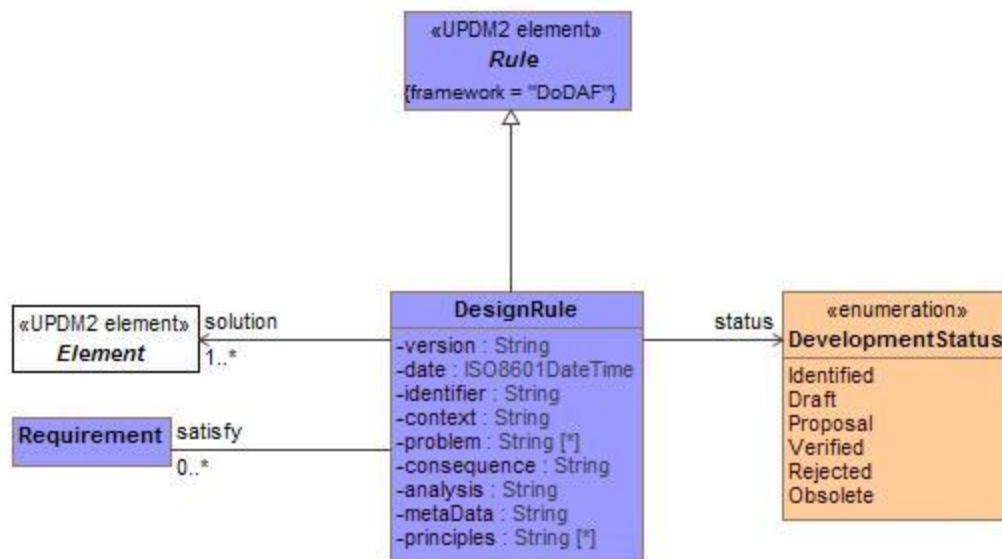 «UPDM2 element»
Rule
{framework = "DoDAF"}
«UPDM2 element»
Element
solution
1..*
Requirement
satisfy
0..*
DesignRule
-version : String
-date : ISO8601DateTime
-identifier : String
-context : String
-problem : String [*]
-consequence : String
-analysis : String
-metaData : String
-principles : String [*]
status
«enumeration»
DevelopmentStatus
Identified
Draft
Proposal
Verified
Rejected
Obsolete